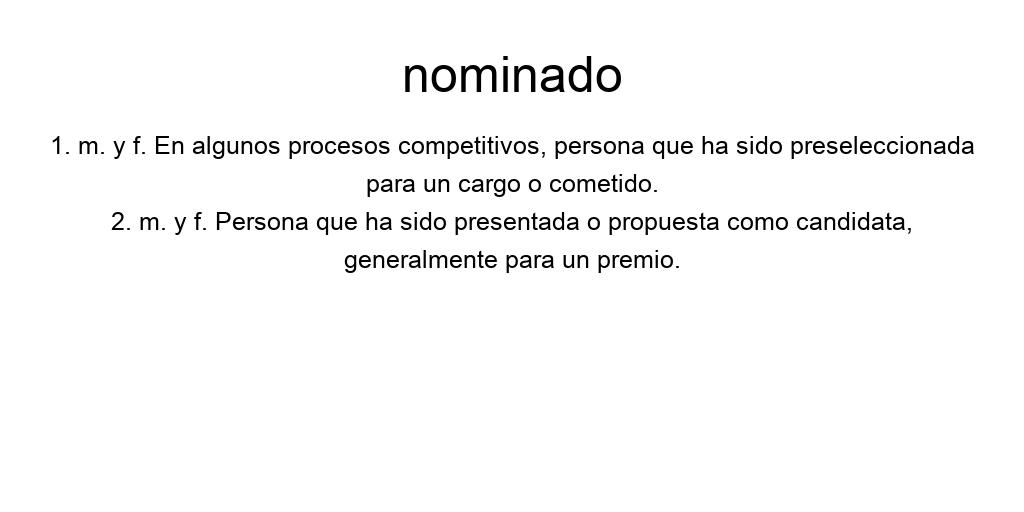 nominado
1. m. y f. En algunos procesos competitivos, persona que ha sido preseleccionada
para un cargo o cometido.
2. m. y f. Persona que ha sido presentada o propuesta como candidata,
generalmente para un premio.